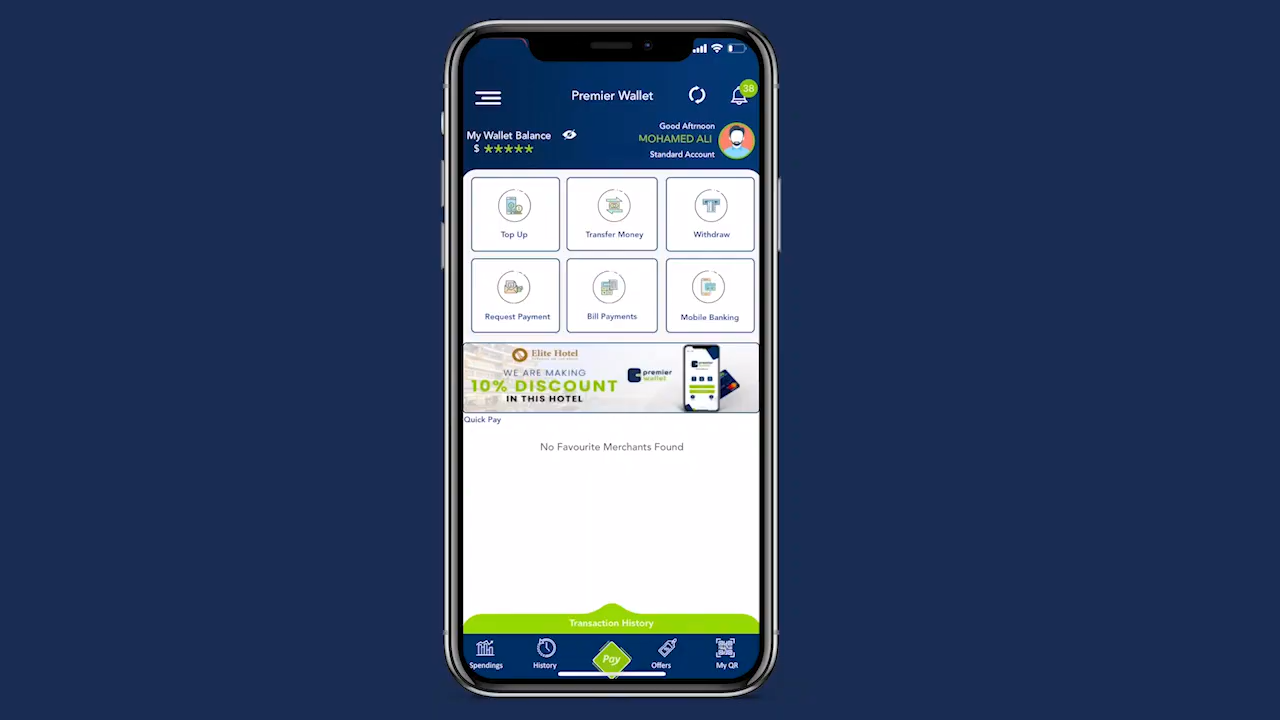 Premier Wallet
38
My Wallet Balance
$ *****
Good Aftrnoon
MOHAMED ALI
Standard Account
Top Up
Transfer Money
Withdraw
Request Payment
Bill Payments
Mobile Banking
Elite Hotel
WE ARE MAKING
10% DISCOUNT
IN THIS HOTEL
premier
wallet
Quick Pay
No Favourite Merchants Found
Transaction History
Spendings
History
Pay
Offers
My QR